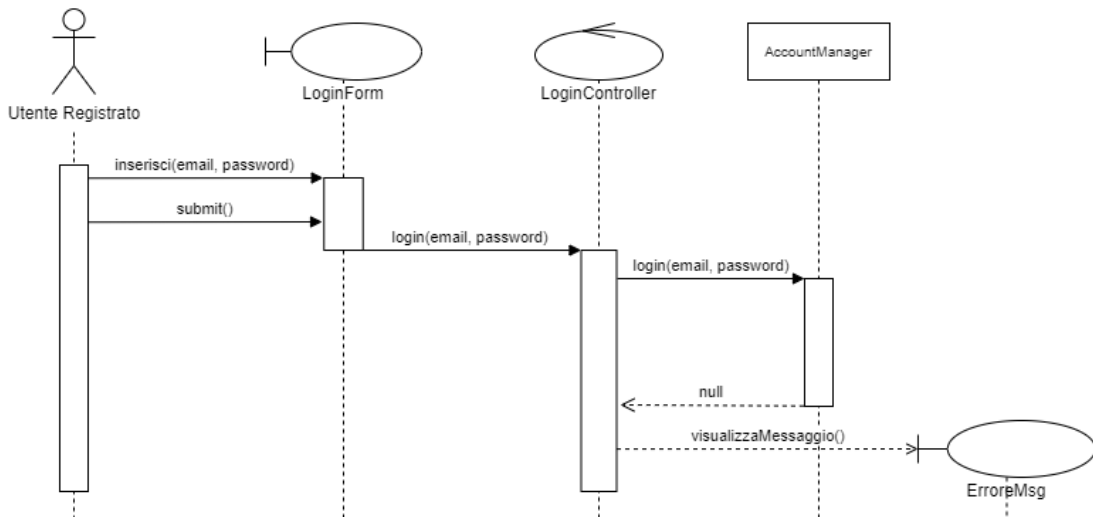 AccountManager
LoginForm
LoginController
Utente Registrato
inserisci(email, password)
submit()
login(email, password)
login(email, password)
null
visualizzaMessaggio()
ErroreMsg